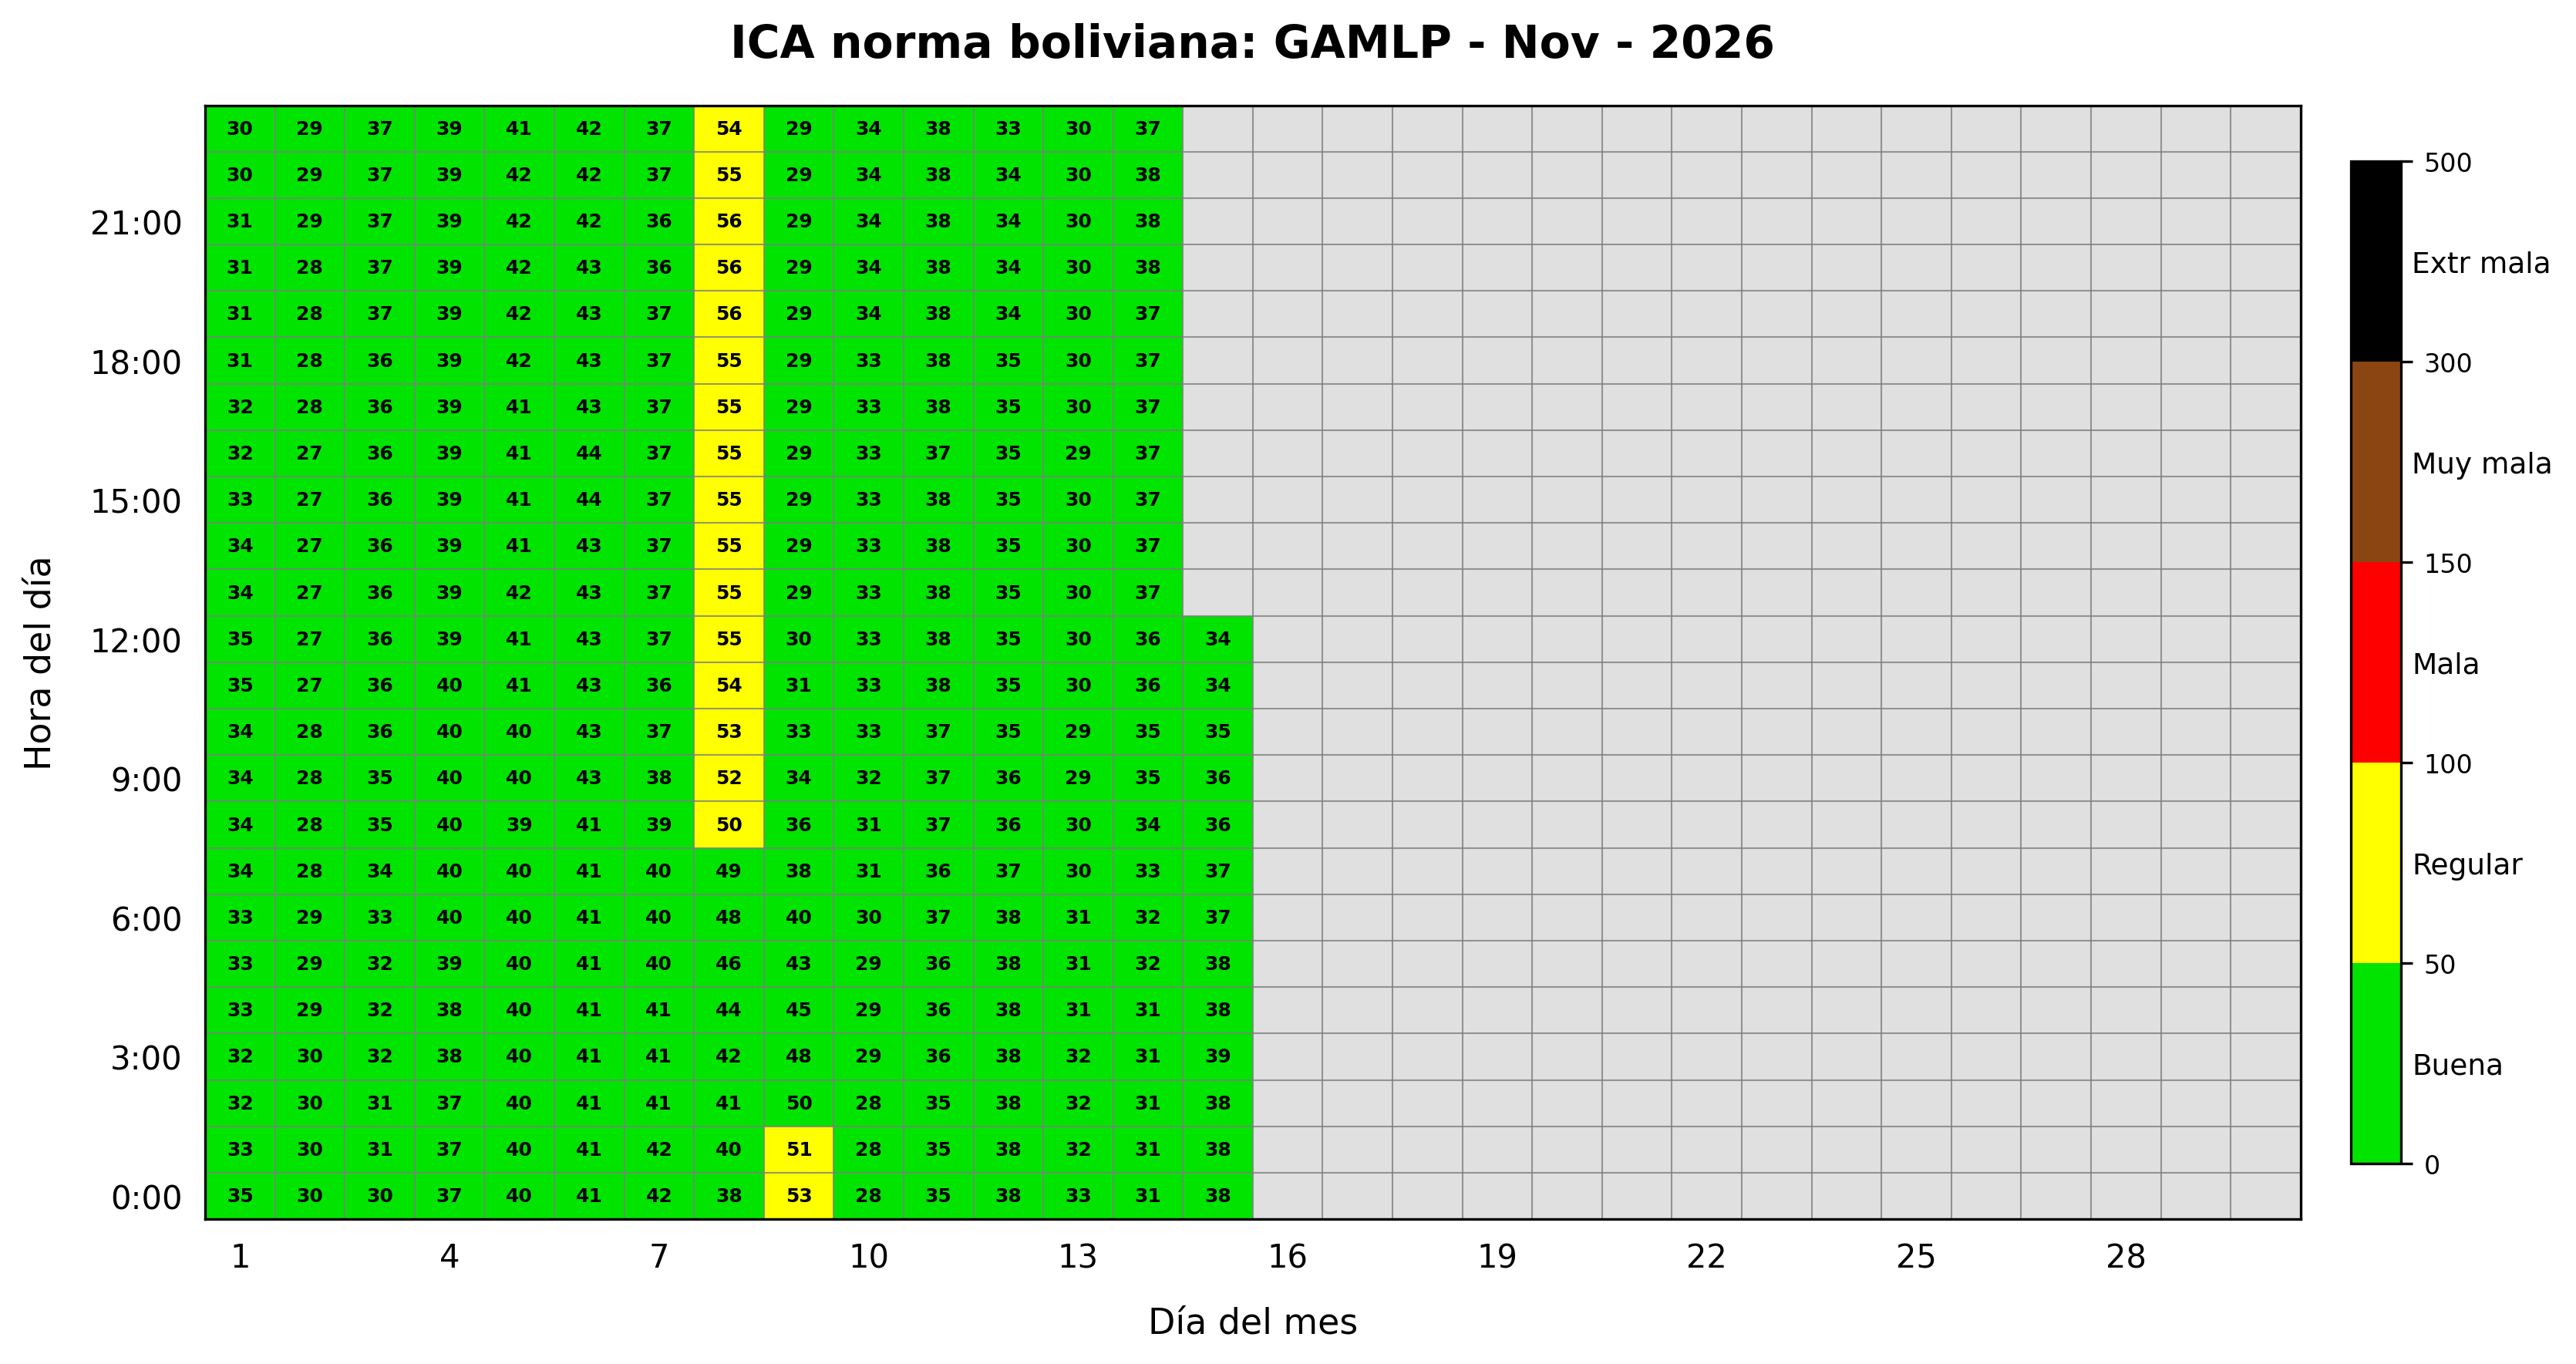 ICA norma boliviana: GAMLP - Nov - 2026
30 29 37 39 41 42 37 54 29 34 38 33 30 37
30 29 37 39 42 42 37 55 29 34 38 34 30 38
21:00 31 29 37 39 42 42 36 56 29 34 38 34 30 38
31 28 37 39 42 43 36 56 29 34 38 34 30 38
31 28 37 39 42 43 37 56 29 34 38 34 30 37
18:00 31 28 36 39 42 43 37 55 29 33 38 35 30 37
32 28 36 39 41 43 37 55 29 33 38 35 30 37
32 27 36 39 41 44 37 55 29 33 37 35 29 37
15:00 33 27 36 39 41 44 37 55 29 33 38 35 30 37
34 27 36 39 41 43 37 55 29 33 38 35 30 37
34 27 36 39 42 43 37 55 29 33 38 35 30 37
12:00 35 27 36 39 41 43 37 55 30 33 38 35 30 36 34
35 27 36 40 41 43 36 54 31 33 38 35 30 36 34
34 28 36 40 40 43 37 53 33 33 37 35 29 35 35
9:00 34 28 35 40 40 43 38 52 34 32 37 36 29 35 36
34 28 35 40 39 41 39 50 36 31 37 36 30 34 36
34 28 34 40 40 41 40 49 38 31 36 37 30 33 37
6:00 33 29 33 40 40 41 40 48 40 30 37 38 31 32 37
33 29 32 39 40 41 40 46 43 29 36 38 31 32 38
33 29 32 38 40 41 41 44 45 29 36 38 31 31 38
3:00 32 30 32 38 40 41 41 42 48 29 36 38 32 31 39
32 30 31 37 40 41 41 41 50 28 35 38 32 31 38
33 30 31 37 40 41 42 40 51 28 35 38 32 31 38
0:00 35 30 30 37 40 41 42 38 53 28 35 38 33 31 38
1 4 7 10 13 16 19 22 25 28
Día del mes
Hora del día
500
Extr mala
300
Muy mala
150
Mala
100
Regular
50
Buena
0